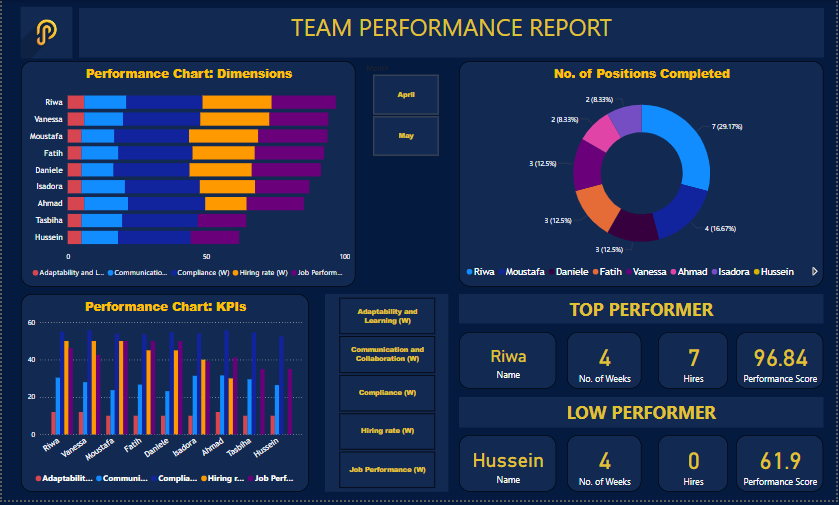 TEAM PERFORMANCE REPORT
Performance Chart: Dimensions
Riwa
Vanessa
Moustafa
Fatih
Daniele
Isadora
Ahmad
Tasbiha
Hussein
0 50 100
Adaptability and L... Communicatio... Compliance (W) Hiring rate (W) Job Perform...
April
May
No. of Positions Completed
2 (8.33%)
7 (29.17%)
2 (8.33%)
3 (12.5%)
3 (12.5%)
4 (16.67%)
3 (12.5%)
Riwa Moustafa Daniele Fatih Vanessa Ahmad Isadora Hussein
Performance Chart: KPIs
60
40
20
0
Riwa Vanessa Moustafa Fatih Daniele Isadora Ahmad Tasbiha Hussein
Adaptabilit... Communi... Complia... Hiring r... Job Perf...
Adaptability and
Learning (W)
Communication and
Collaboration (W)
Compliance (W)
Hiring rate (W)
Job Performance (W)
TOP PERFORMER
Riwa
Name
4
No. of Weeks
7
Hires
96.84
Performance Score
LOW PERFORMER
Hussein
Name
4
No. of Weeks
0
Hires
61.9
Performance Score